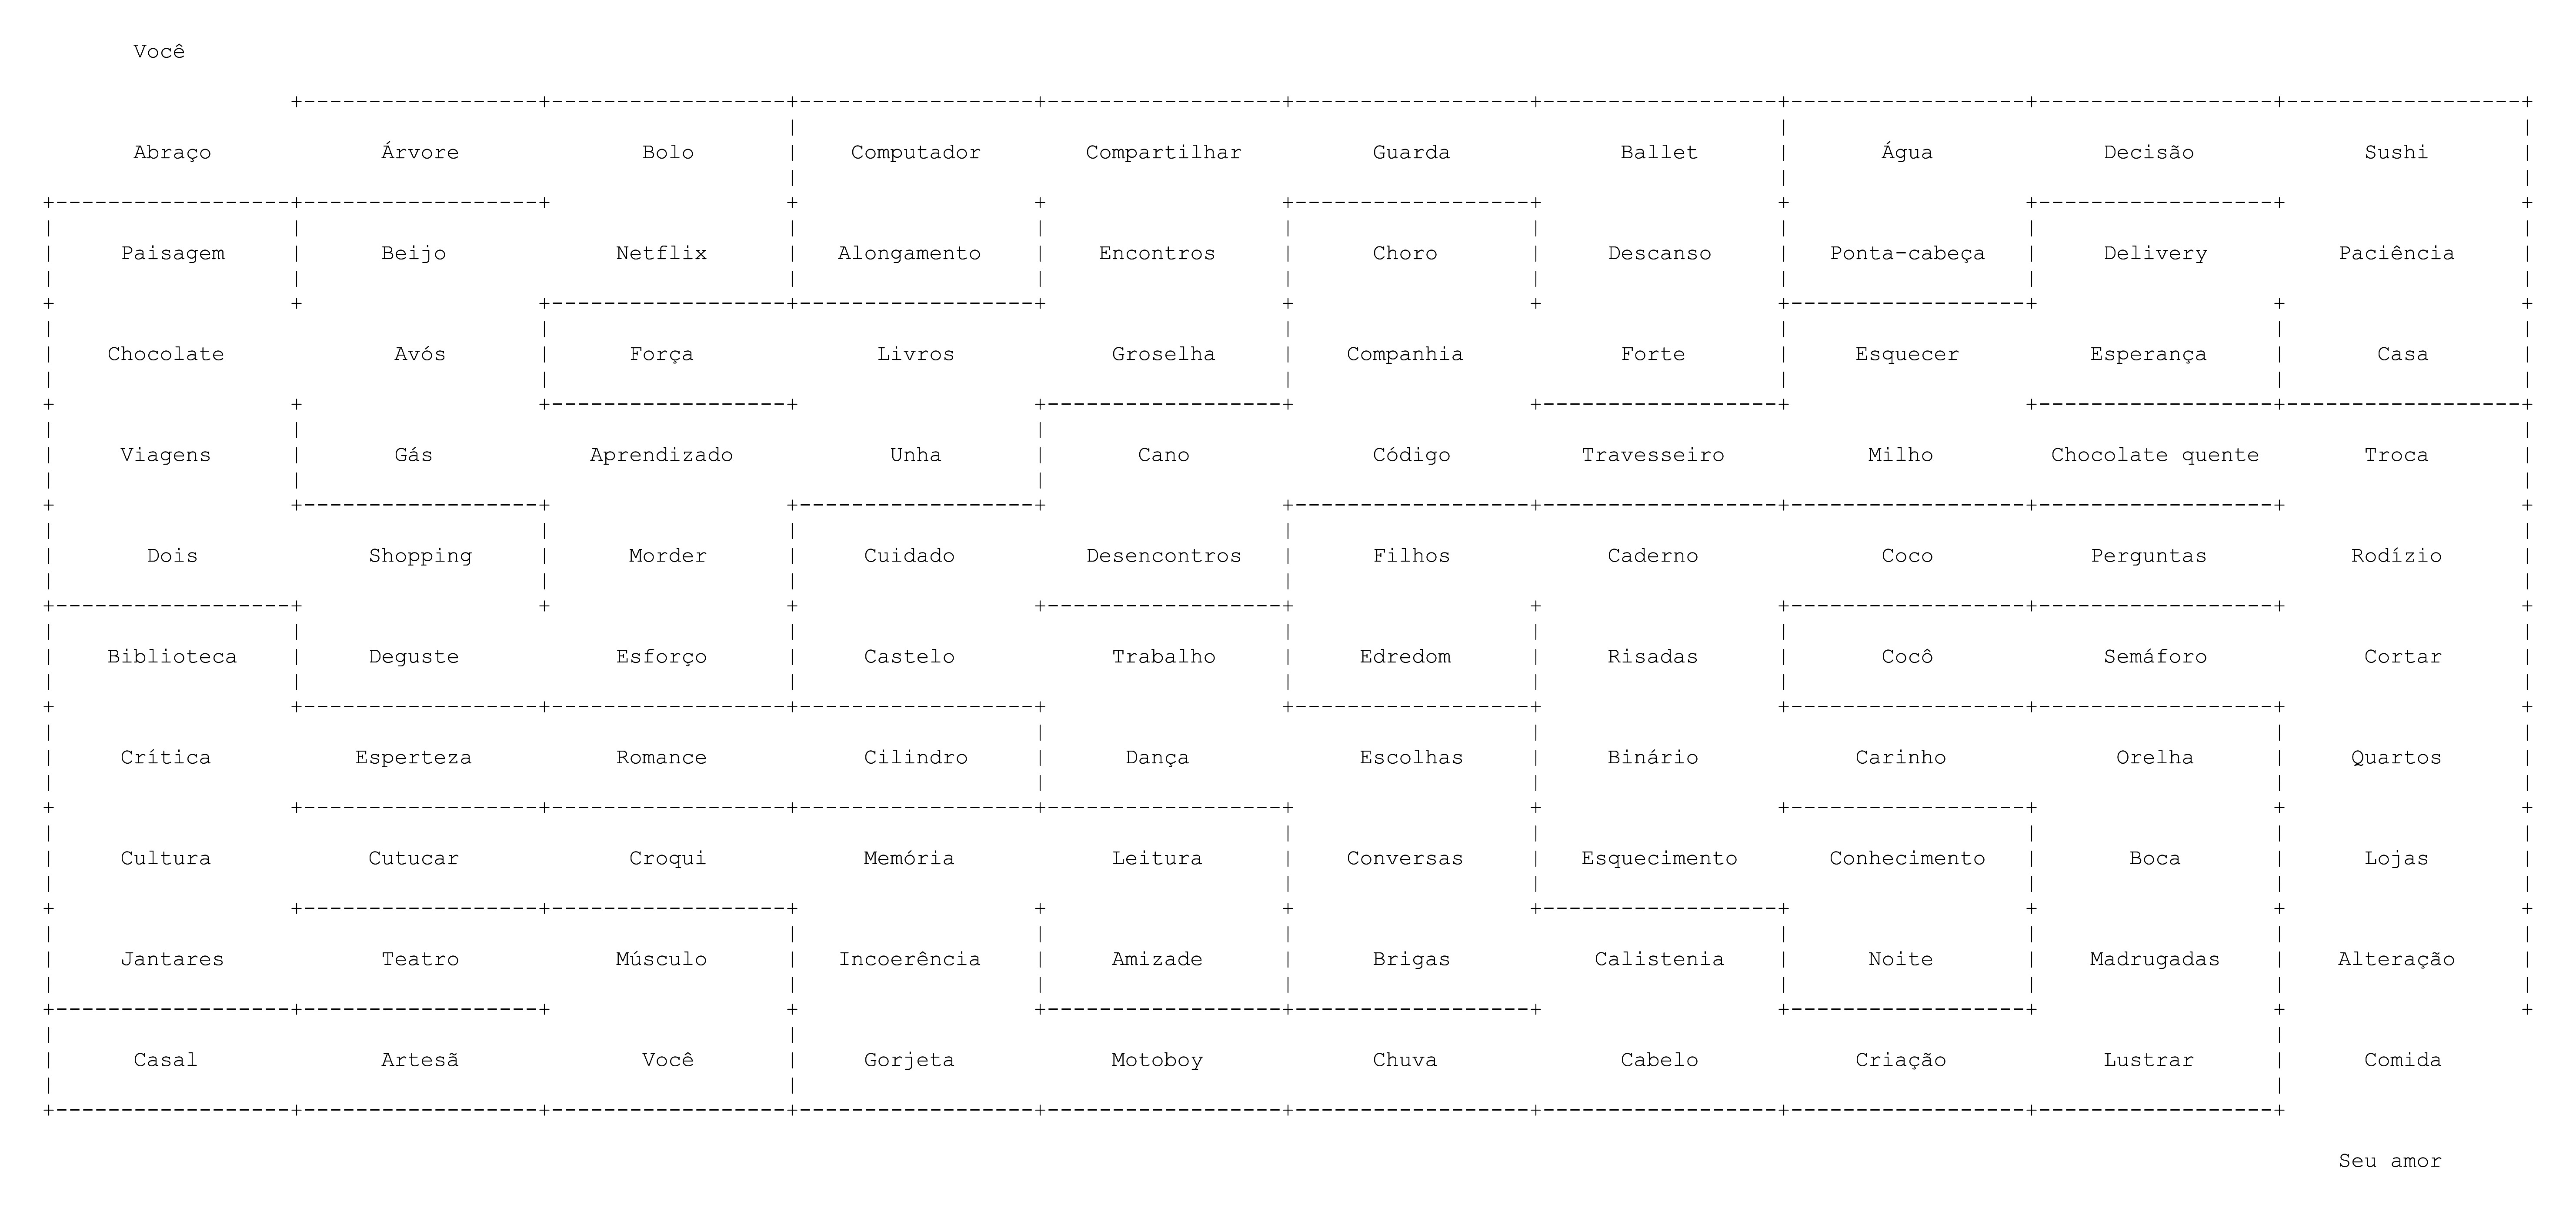 Você
Abraço Árvore Bolo Computador Compartilhar Guarda Ballet Água Decisão Sushi
Paisagem Beijo Netflix Alongamento Encontros Choro Descanso Ponta-cabeça Delivery Paciência
Chocolate Avós Força Livros Groselha Companhia Forte Esquecer Esperança Casa
Viagens Gás Aprendizado Unha Cano Código Travesseiro Milho Chocolate quente Troca
Dois Shopping Morder Cuidado Desencontros Filhos Caderno Coco Perguntas Rodízio
Biblioteca Deguste Esforço Castelo Trabalho Edredom Risadas Cocô Semáforo Cortar
Crítica Esperteza Romance Cilindro Dança Escolhas Binário Carinho Orelha Quartos
Cultura Cutucar Croqui Memória Leitura Conversas Esquecimento Conhecimento Boca Lojas
Jantares Teatro Músculo Incoerência Amizade Brigas Calistenia Noite Madrugadas Alteração
Casal Artesã Você Gorjeta Motoboy Chuva Cabelo Criação Lustrar Comida
Seu amor